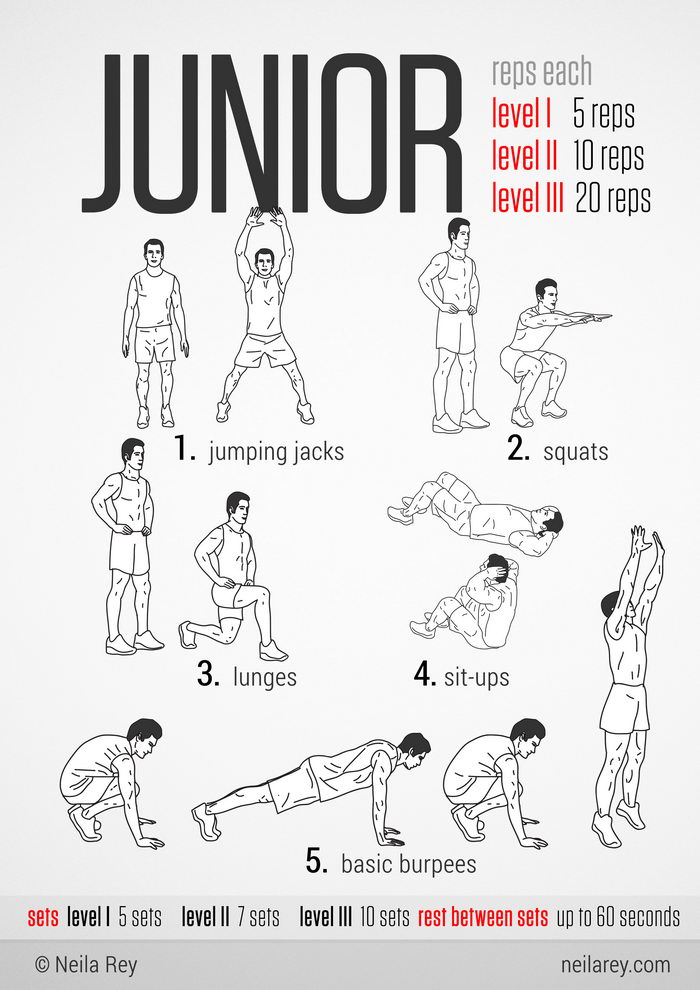 JUNIOR
reps each
level I 5 reps
level II 10 reps
level III 20 reps
1. jumping jacks
2. squats
3. lunges
4. sit-ups
5. basic burpees
sets level I 5 sets level II 7 sets level III 10 sets rest between sets up to 60 seconds
© Neila Rey
neilarey.com